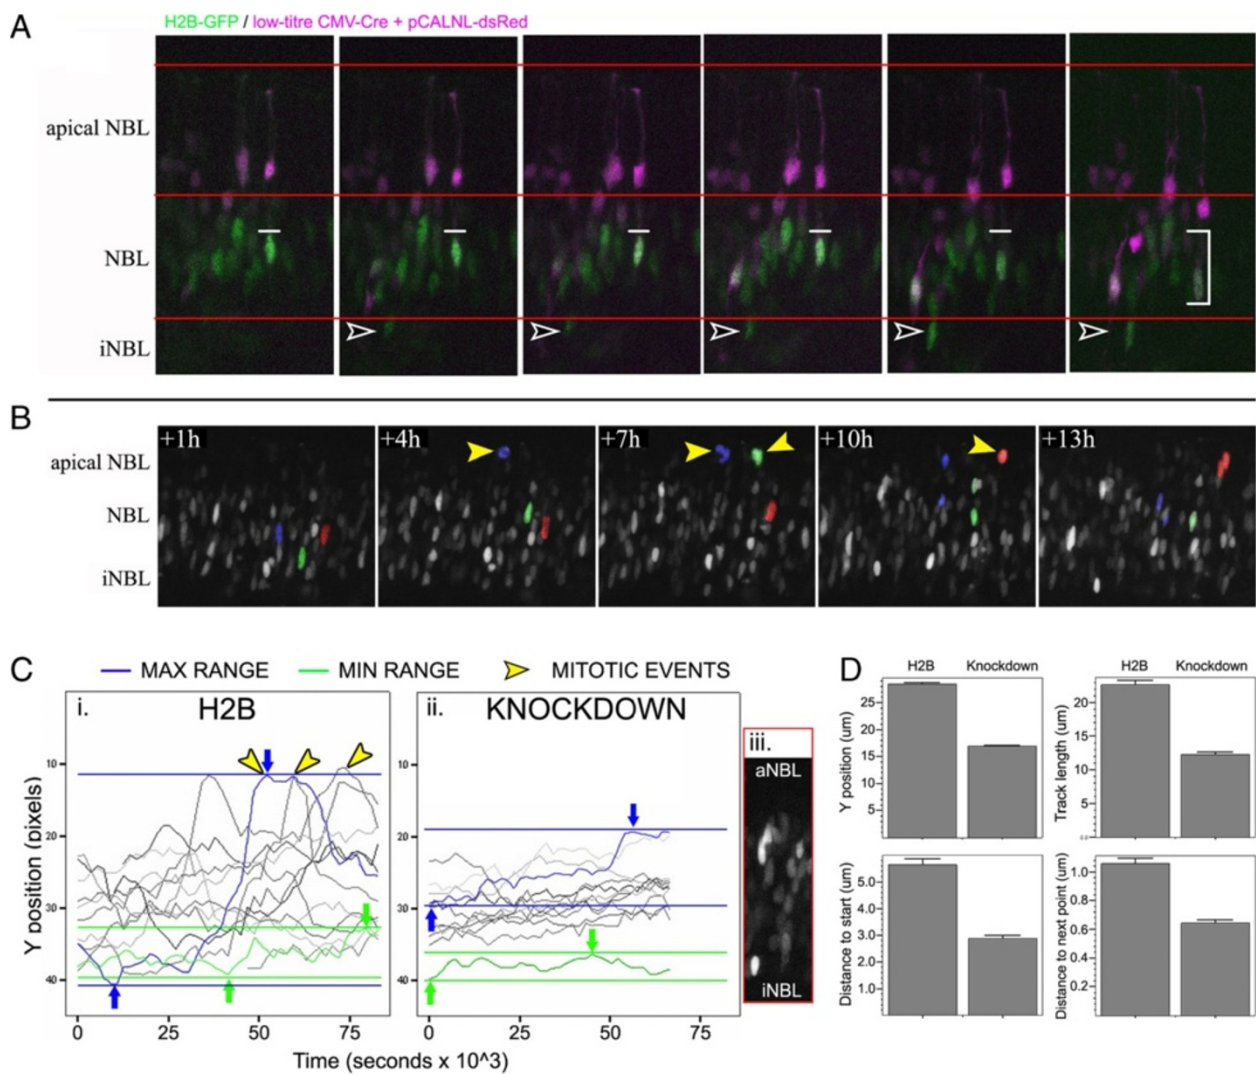 A
H2B-GFP / low-titre CMV-Cre + pCALNL-dsRed
apical NBL
NBL
iNBL
B
+1h
+4h
+7h
+10h
+13h
apical NBL
NBL
iNBL
C
MAX RANGE
MIN RANGE
MITOTIC EVENTS
i.
H2B
10
20
30
40
Y position (pixels)
0
25
50
75
ii.
KNOCKDOWN
10
20
30
40
0
25
50
75
Time (seconds x 10^3)
iii.
aNBL
iNBL
D
H2B
Knockdown
Y position (um)
25
20
15
10
5
H2B
Knockdown
Track length (um)
20
15
10
5
Distance to start (um)
5.0
4.0
3.0
2.0
1.0
Distance to next point (um)
1.0
0.8
0.6
0.4
0.2